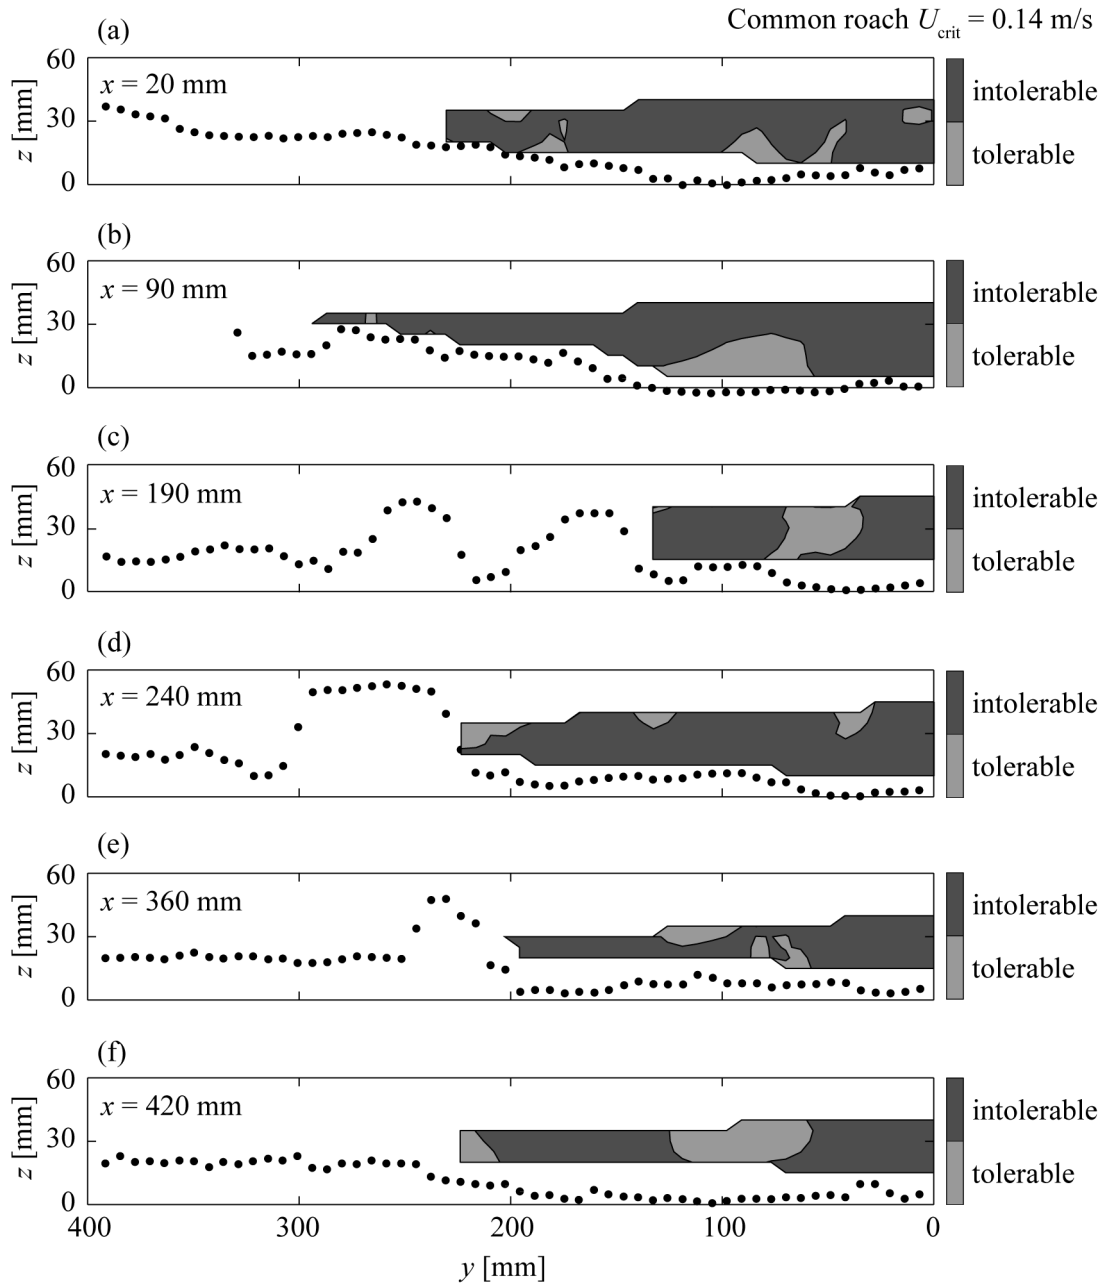 (a)
Common roach Ucrit = 0.14 m/s
60
x = 20 mm
intolerable
z [mm]
30
tolerable
0
(b)
60
x = 90 mm
intolerable
z [mm]
30
tolerable
0
(c)
60
x = 190 mm
intolerable
z [mm]
30
tolerable
0
(d)
60
x = 240 mm
intolerable
z [mm]
30
tolerable
0
(e)
60
x = 360 mm
intolerable
z [mm]
30
tolerable
0
(f)
60
x = 420 mm
intolerable
z [mm]
30
tolerable
0
400 300 200 100 0
y [mm]